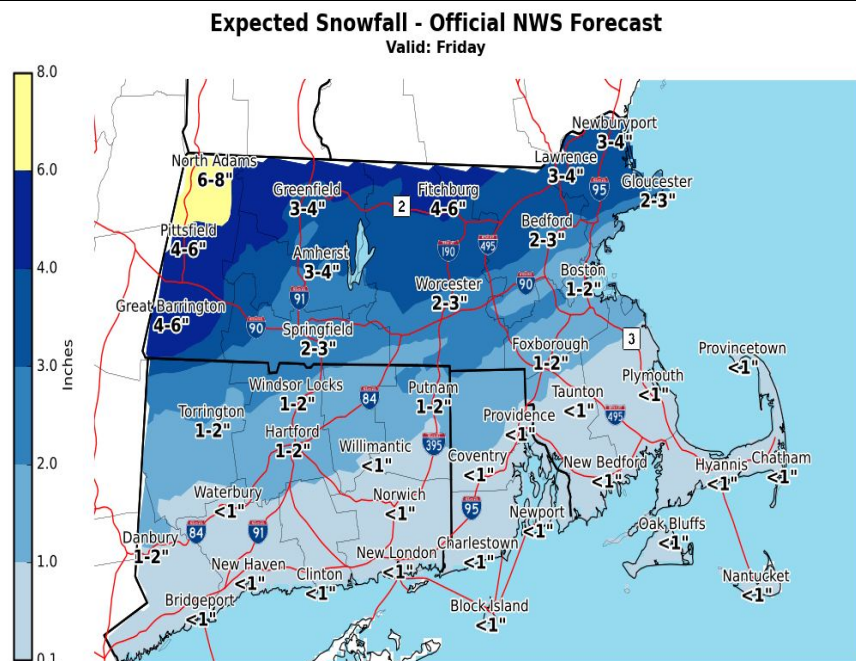 Expected Snowfall - Official NWS Forecast
Valid: Friday
8.0
6.0
4.0
3.0
2.0
1.0
0.1
Inches
Newburyport
3-4"
North Adams
6-8"
Lawrence
3-4"
95
Gloucester
2-3"
Greenfield
3-4"
2
Fitchburg
4-6"
Pittsfield
4-6"
Bedford
2-3"
190
495
Amherst
3-4"
Boston
1-2"
Worcester
2-3"
90
91
Great Barrington
4-6"
90
Springfield
2-3"
3
Foxborough
1-2"
Provincetown
<1"
Plymouth
<1"
Windsor Locks
1-2"
84
Putnam
1-2"
Taunton
<1"
495
Torrington
1-2"
Providence
<1"
Hartford
1-2"
Willimantic
<1"
395
Coventry
<1"
New Bedford
<1"
Hyannis
<1"
Chatham
<1"
Waterbury
<1"
Norwich
<1"
95
Newport
<1"
Oak Bluffs
<1"
84
91
Danbury
1-2"
New Haven
<1"
Clinton
<1"
New London
<1"
Charlestown
<1"
Nantucket
<1"
Bridgeport
<1"
Block Island
<1"